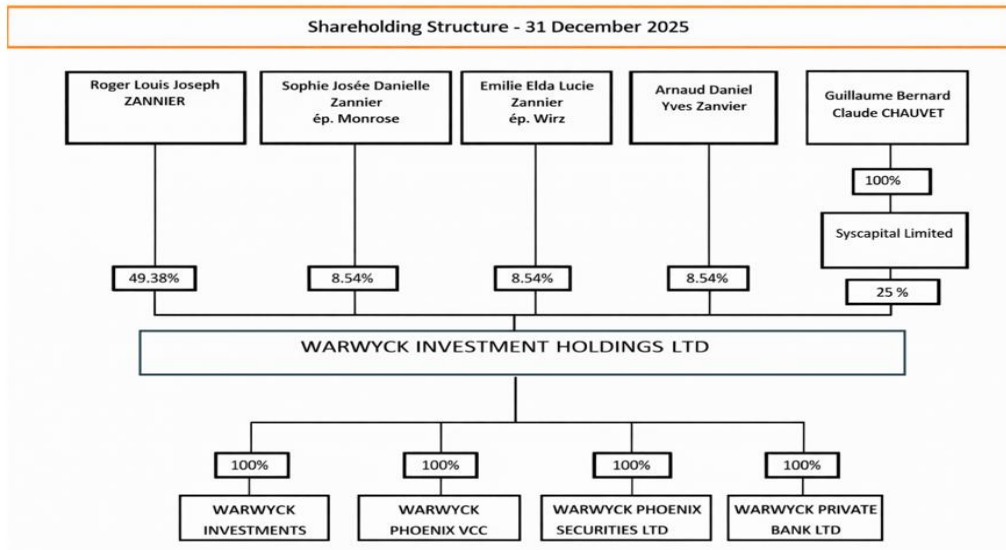 Shareholding Structure - 31 December 2025
Roger Louis Joseph
ZANNIER
Sophie Josée Danielle
Zannier
ép. Monrose
Emilie Elda Lucie
Zannier
ép. Wirz
Arnaud Daniel
Yves Zanvier
Guillaume Bernard
Claude CHAUVET
100%
Syscapital Limited
49.38%
8.54%
8.54%
8.54%
25 %
WARWYCK INVESTMENT HOLDINGS LTD
100%
100%
100%
100%
WARWYCK
INVESTMENTS
WARWYCK
PHOENIX VCC
WARWYCK PHOENIX
SECURITIES LTD
WARWYCK PRIVATE
BANK LTD